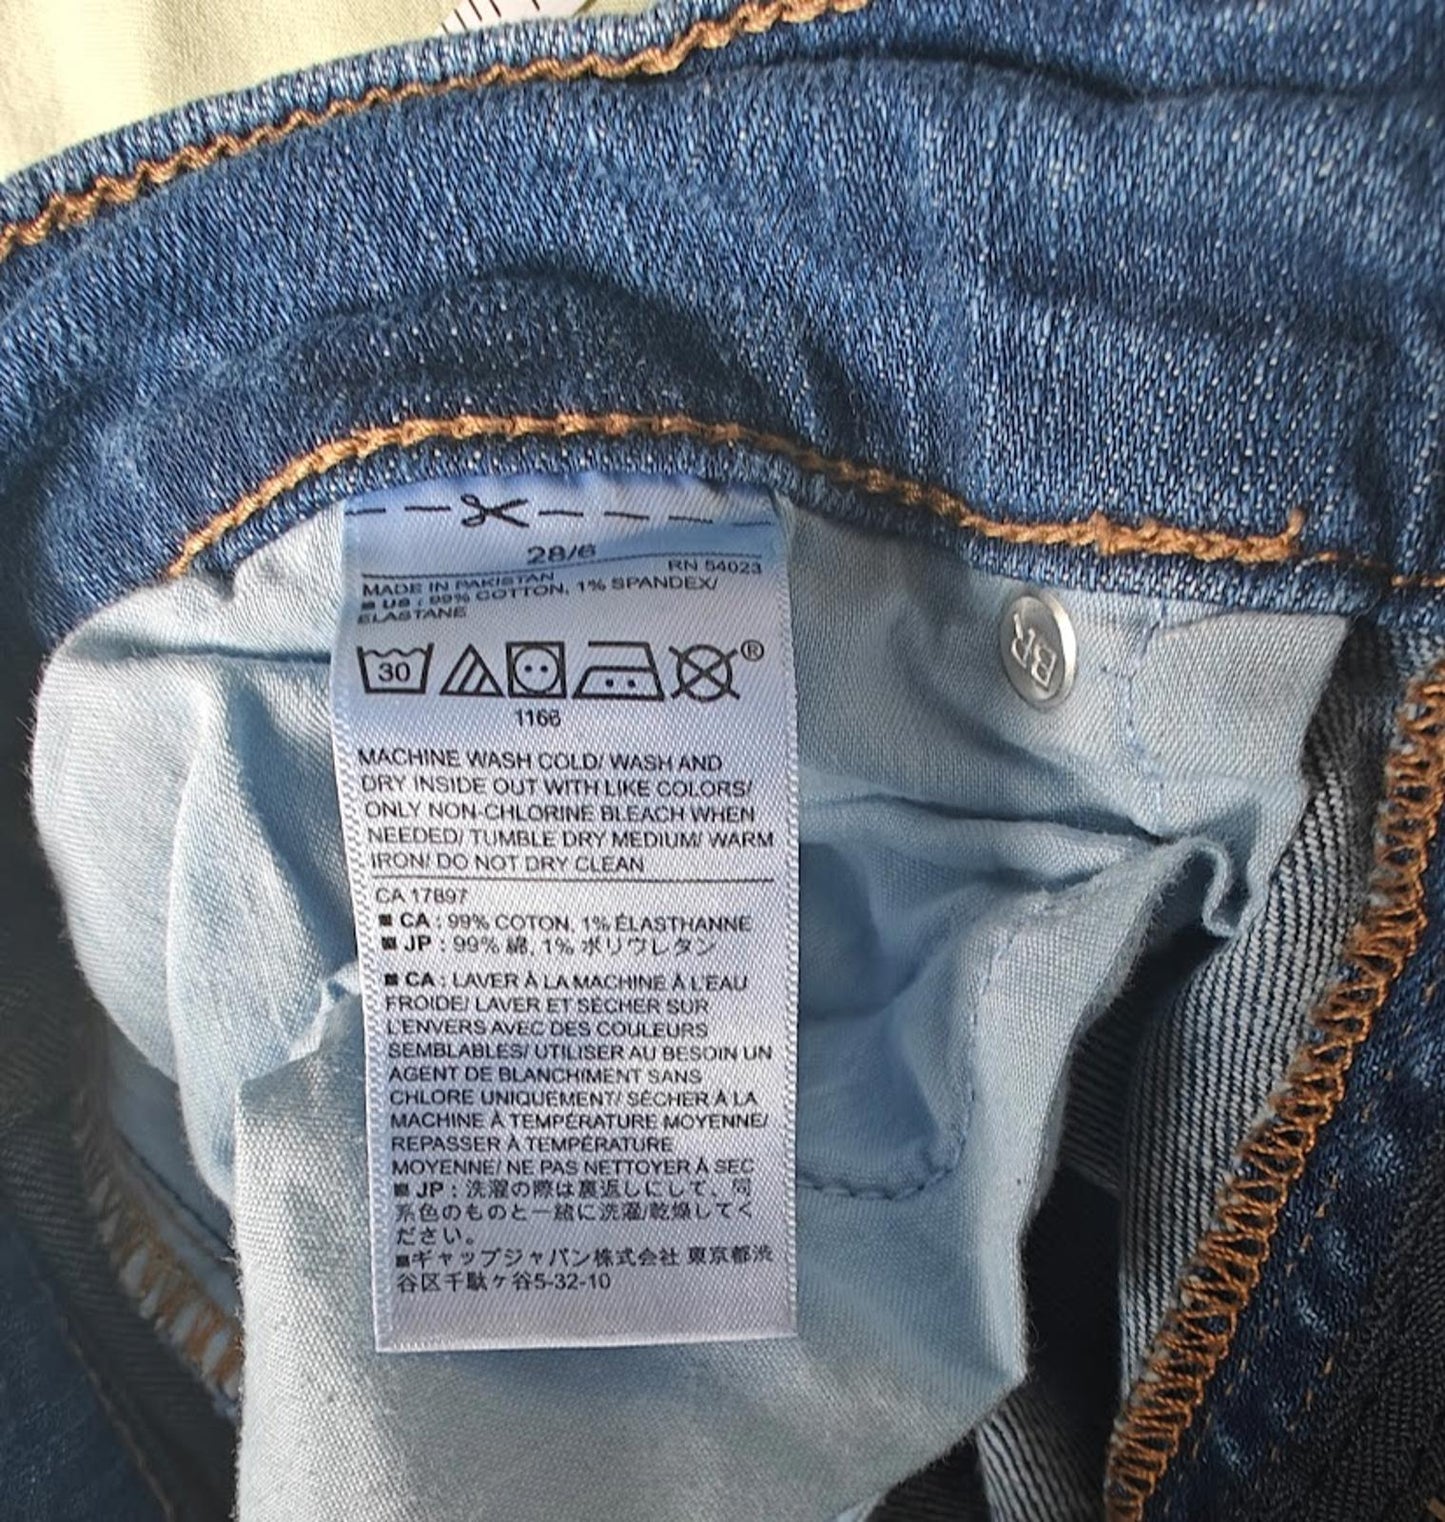 28/6
RN 54023
MADE IN PAKISTAN
■ US : 99% COTTON, 1% SPANDEX/
ELASTANE
30
®
1166
MACHINE WASH COLD/ WASH AND
DRY INSIDE OUT WITH LIKE COLORS/
ONLY NON-CHLORINE BLEACH WHEN
NEEDED/ TUMBLE DRY MEDIUM/ WARM
IRON/ DO NOT DRY CLEAN
CA 17897
■ CA : 99% COTON, 1% ÉLASTHANNE
■ JP : 99% 綿, 1% ポリウレタン
■ CA : LAVER À LA MACHINE À L'EAU
FROIDE/ LAVER ET SÉCHER SUR
L'ENVERS AVEC DES COULEURS
SEMBLABLES/ UTILISER AU BESOIN UN
AGENT DE BLANCHIMENT SANS
CHLORE UNIQUEMENT/ SÉCHER À LA
MACHINE À TEMPÉRATURE MOYENNE/
REPASSER À TEMPÉRATURE
MOYENNE/ NE PAS NETTOYER À SEC
■ JP : 洗濯の際は裏返しにして、同
系色のものと一緒に洗濯/乾燥してく
ださい。
■ギャップジャパン株式会社 東京都渋
谷区千駄ケ谷5-32-10